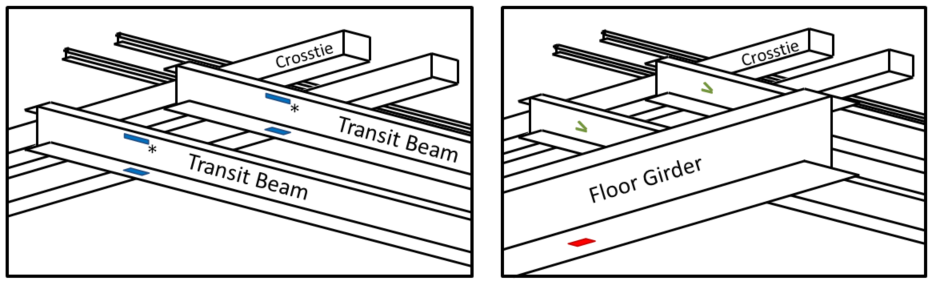 Crosstie
*
Transit Beam
*
Transit Beam
Crosstie
Floor Girder